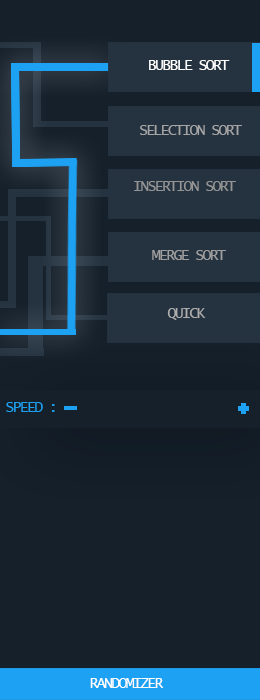 BUBBLE SORT
SELECTION SORT
INSERTION SORT
MERGE SORT
QUICK
SPEED :
RANDOMIZER